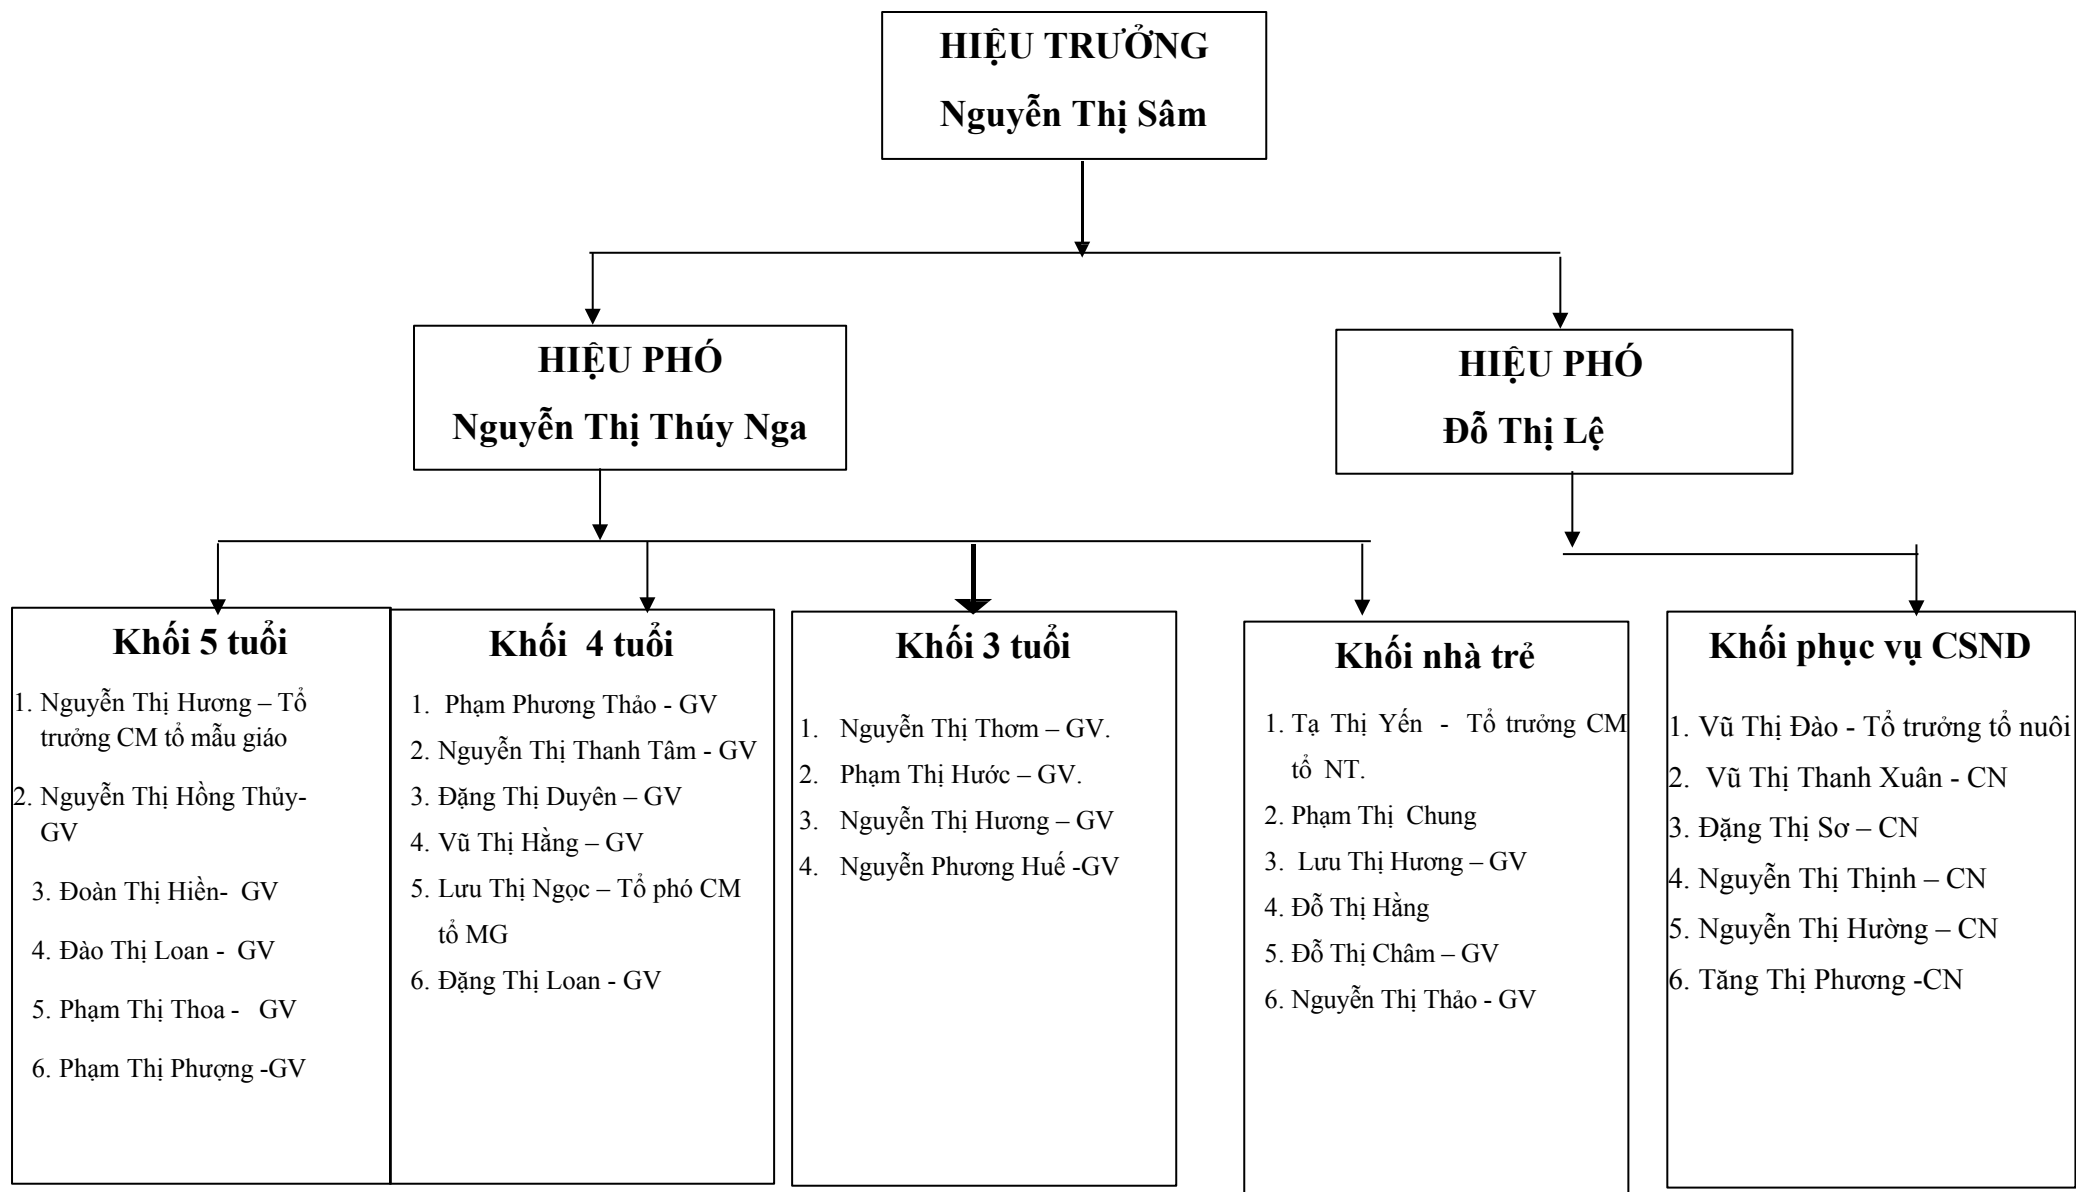 HIỆU TRƯỞNG
Nguyễn Thị Sâm
HIỆU PHÓ
Nguyễn Thị Thúy Nga
HIỆU PHÓ
Đỗ Thị Lệ
Khối 5 tuổi
1. Nguyễn Thị Hương – Tổ
trưởng CM tổ mẫu giáo
2. Nguyễn Thị Hồng Thủy-
GV
3. Đoàn Thị Hiền- GV
4. Đào Thị Loan - GV
5. Phạm Thị Thoa - GV
6. Phạm Thị Phượng -GV
Khối 4 tuổi
1. Phạm Phương Thảo - GV
2. Nguyễn Thị Thanh Tâm - GV
3. Đặng Thị Duyên – GV
4. Vũ Thị Hằng – GV
5. Lưu Thị Ngọc – Tổ phó CM
tổ MG
6. Đặng Thị Loan - GV
Khối 3 tuổi
1. Nguyễn Thị Thơm – GV.
2. Phạm Thị Hước – GV.
3. Nguyễn Thị Hương – GV
4. Nguyễn Phương Huế -GV
Khối nhà trẻ
1. Tạ Thị Yến - Tổ trưởng CM
tổ NT.
2. Phạm Thị Chung
3. Lưu Thị Hương – GV
4. Đỗ Thị Hằng
5. Đỗ Thị Châm – GV
6. Nguyễn Thị Thảo - GV
Khối phục vụ CSND
1. Vũ Thị Đào - Tổ trưởng tổ nuôi
2. Vũ Thị Thanh Xuân - CN
3. Đặng Thị Sơ – CN
4. Nguyễn Thị Thịnh – CN
5. Nguyễn Thị Hường – CN
6. Tăng Thị Phương -CN